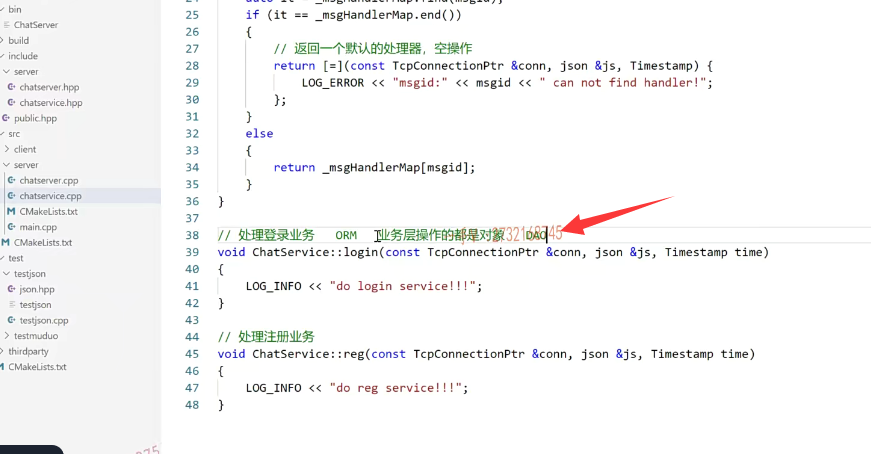 bin
ChatServer
build
include
server
chatserver.hpp
chatservice.hpp
public.hpp
src
client
server
chatserver.cpp
chatservice.cpp
CMakeLists.txt
main.cpp
CMakeLists.txt
test
testjson
json.hpp
testjson
testjson.cpp
testmuduo
thirdparty
CMakeLists.txt
25 if (it == _msgHandlerMap.end())
26 {
27 // 返回一个默认的处理器，空操作
28 return [=](const TcpConnectionPtr &conn, json &js, Timestamp) {
29 LOG_ERROR << "msgid:" << msgid << " can not find handler!";
30 };
31 }
32 else
33 {
34 return _msgHandlerMap[msgid];
35 }
36 }
37
38 // 处理登录业务 ORM 业务层操作的都是对象 DAO
39 void ChatService::login(const TcpConnectionPtr &conn, json &js, Timestamp time)
40 {
41 LOG_INFO << "do login service!!!";
42 }
43
44 // 处理注册业务
45 void ChatService::reg(const TcpConnectionPtr &conn, json &js, Timestamp time)
46 {
47 LOG_INFO << "do reg service!!!";
48 }